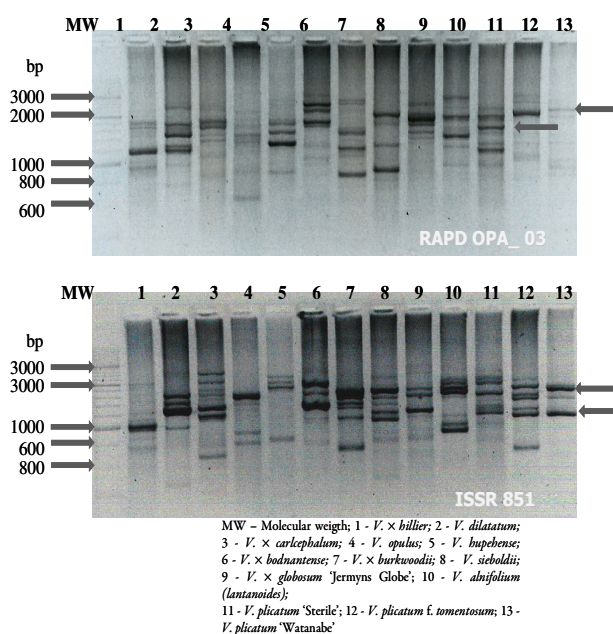 MW 1 2 3 4 5 6 7 8 9 10 11 12 13
bp
3000
2000
1000
800
600
RAPD OPA_ 03
MW 1 2 3 4 5 6 7 8 9 10 11 12 13
bp
3000
3000
1000
600
800
ISSR 851
MW – Molecular weigth; 1 - V. × hillier; 2 - V. dilatatum;
3 - V. × carlcephalum; 4 - V. opulus; 5 - V. hupehense;
6 - V. × bodnantense; 7 - V. × burkwoodii; 8 - V. sieboldii;
9 - V. × globosum ‘Jermyns Globe’; 10 - V. alnifolium
(lantanoides);
11 - V. plicatum ‘Sterile’; 12 - V. plicatum f. tomentosum; 13 -
V. plicatum ‘Watanabe’